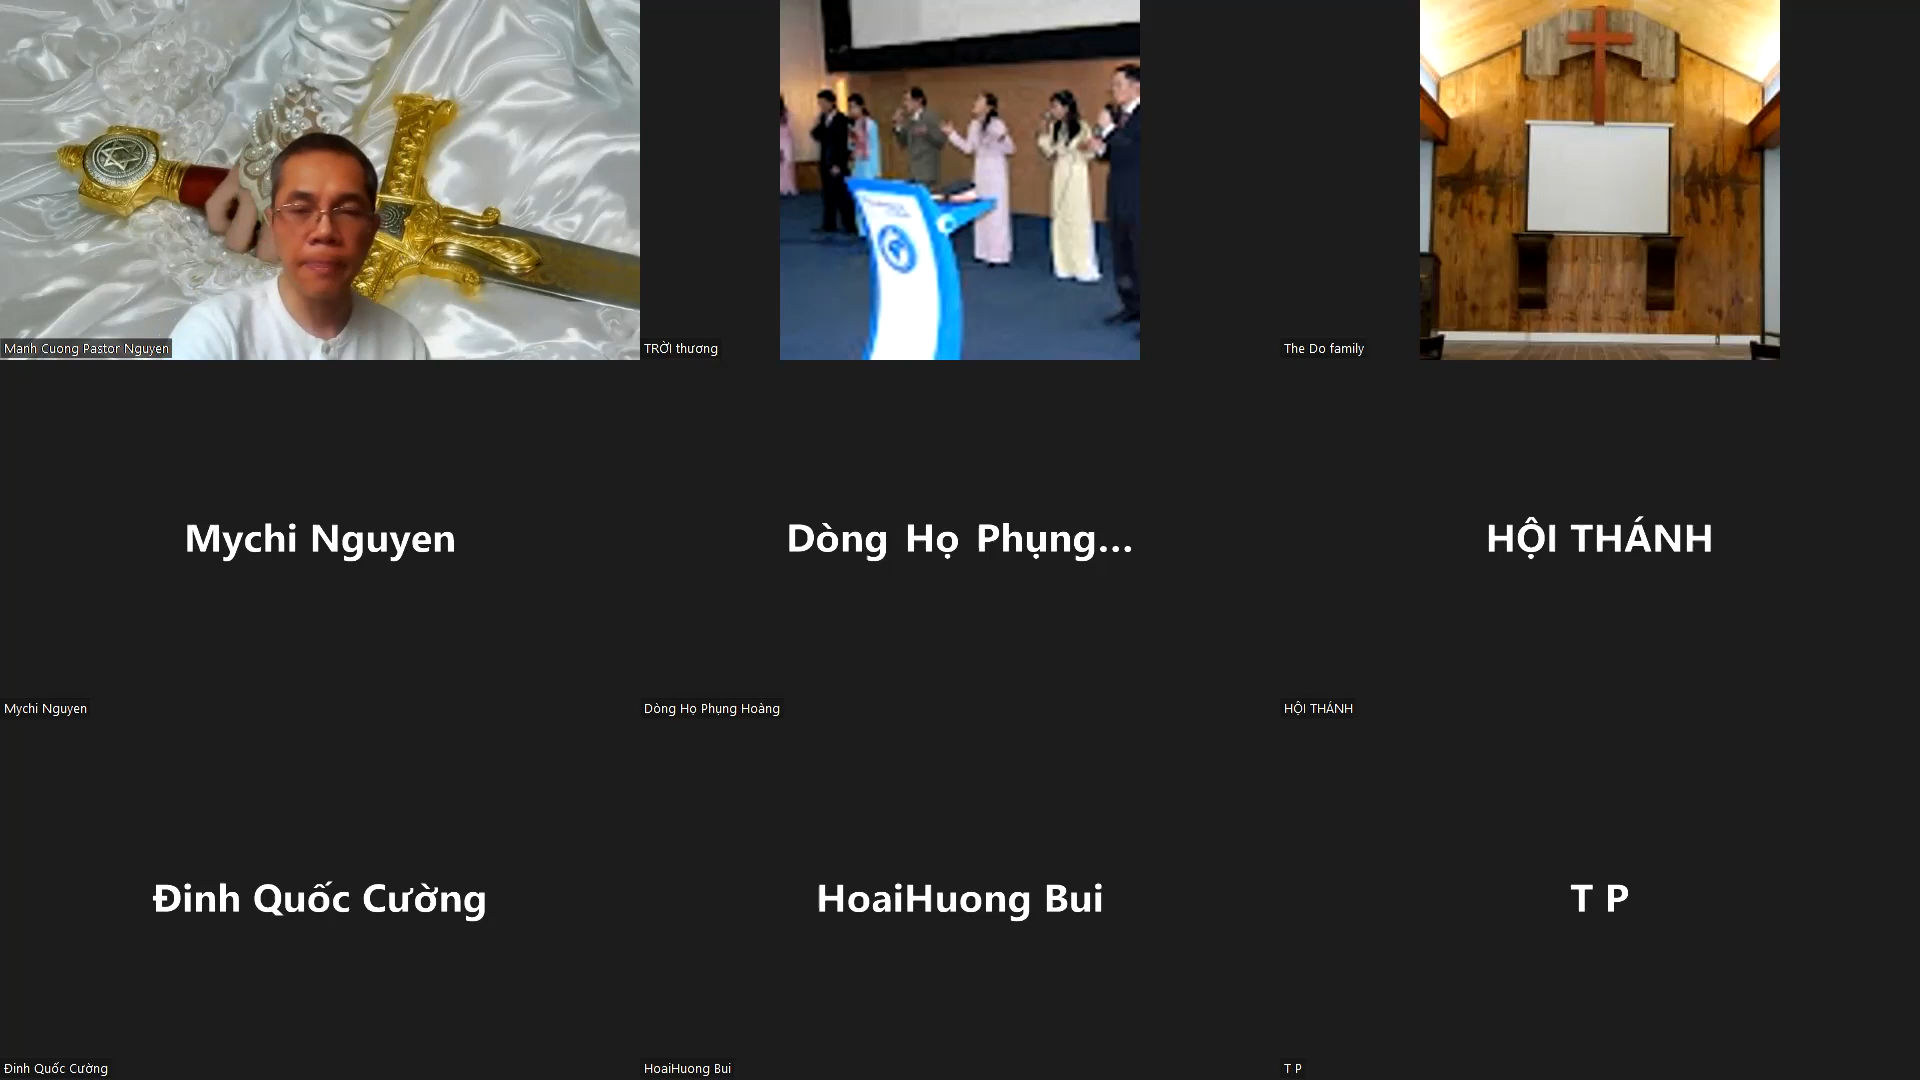 Manh Cuong Pastor Nguyen
TRỜI thương
The Do family
Mychi Nguyen
Dòng Họ Phụng...
HỘI THÁNH
Mychi Nguyen
Dòng Họ Phụng Hoàng
HỘI THÁNH
Đinh Quốc Cường
HoaiHuong Bui
T P
Đinh Quốc Cường
HoaiHuong Bui
T P